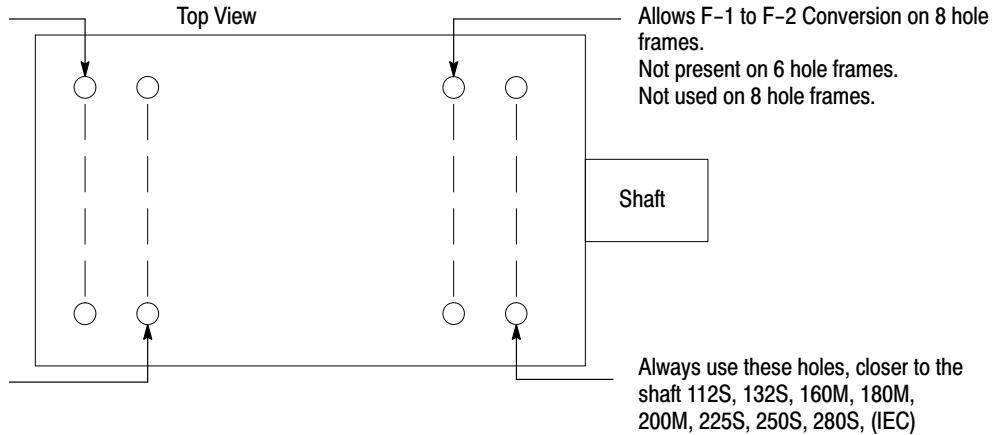 Top View
Allows F-1 to F-2 Conversion on 8 hole
frames.
Not present on 6 hole frames.
Not used on 8 hole frames.
Shaft
Always use these holes, closer to the
shaft 112S, 132S, 160M, 180M,
200M, 225S, 250S, 280S, (IEC)